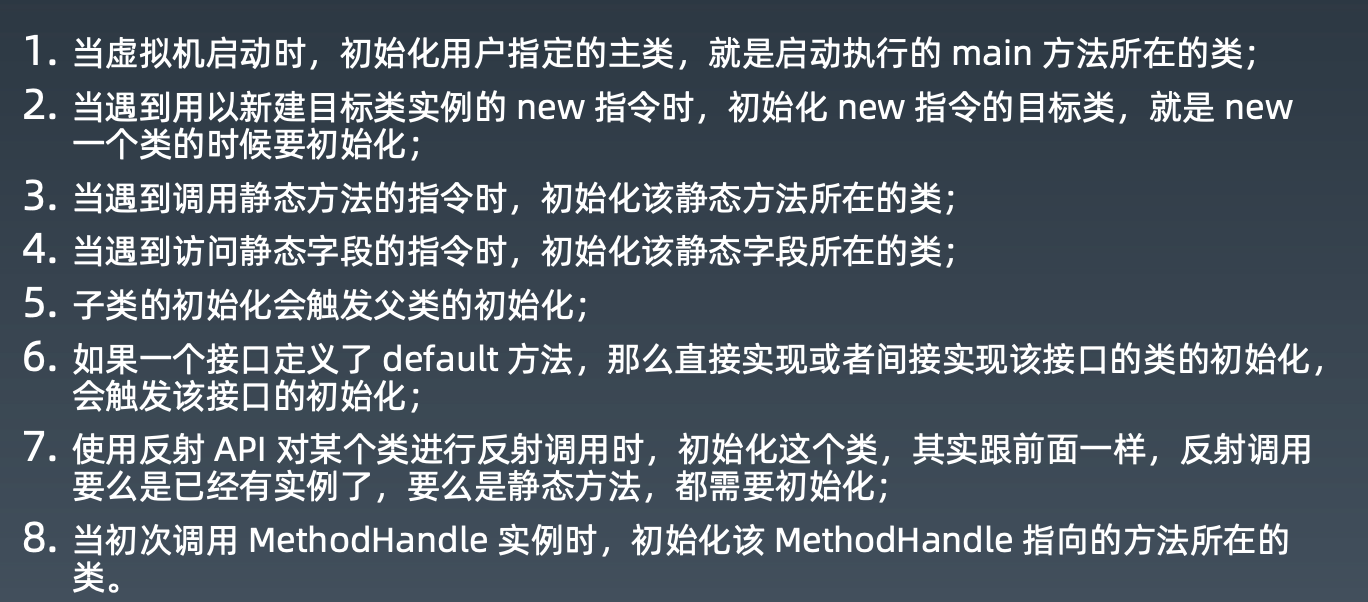 1. 当虚拟机启动时，初始化用户指定的主类，就是启动执行的 main 方法所在的类；
2. 当遇到用以新建目标类实例的 new 指令时，初始化 new 指令的目标类，就是 new
一个类的时候要初始化；
3. 当遇到调用静态方法的指令时，初始化该静态方法所在的类；
4. 当遇到访问静态字段的指令时，初始化该静态字段所在的类；
5. 子类的初始化会触发父类的初始化；
6. 如果一个接口定义了 default 方法，那么直接实现或者间接实现该接口的类的初始化，
会触发该接口的初始化；
7. 使用反射 API 对某个类进行反射调用时，初始化这个类，其实跟前面一样，反射调用
要么是已经有实例了，要么是静态方法，都需要初始化；
8. 当初次调用 MethodHandle 实例时，初始化该 MethodHandle 指向的方法所在的
类。